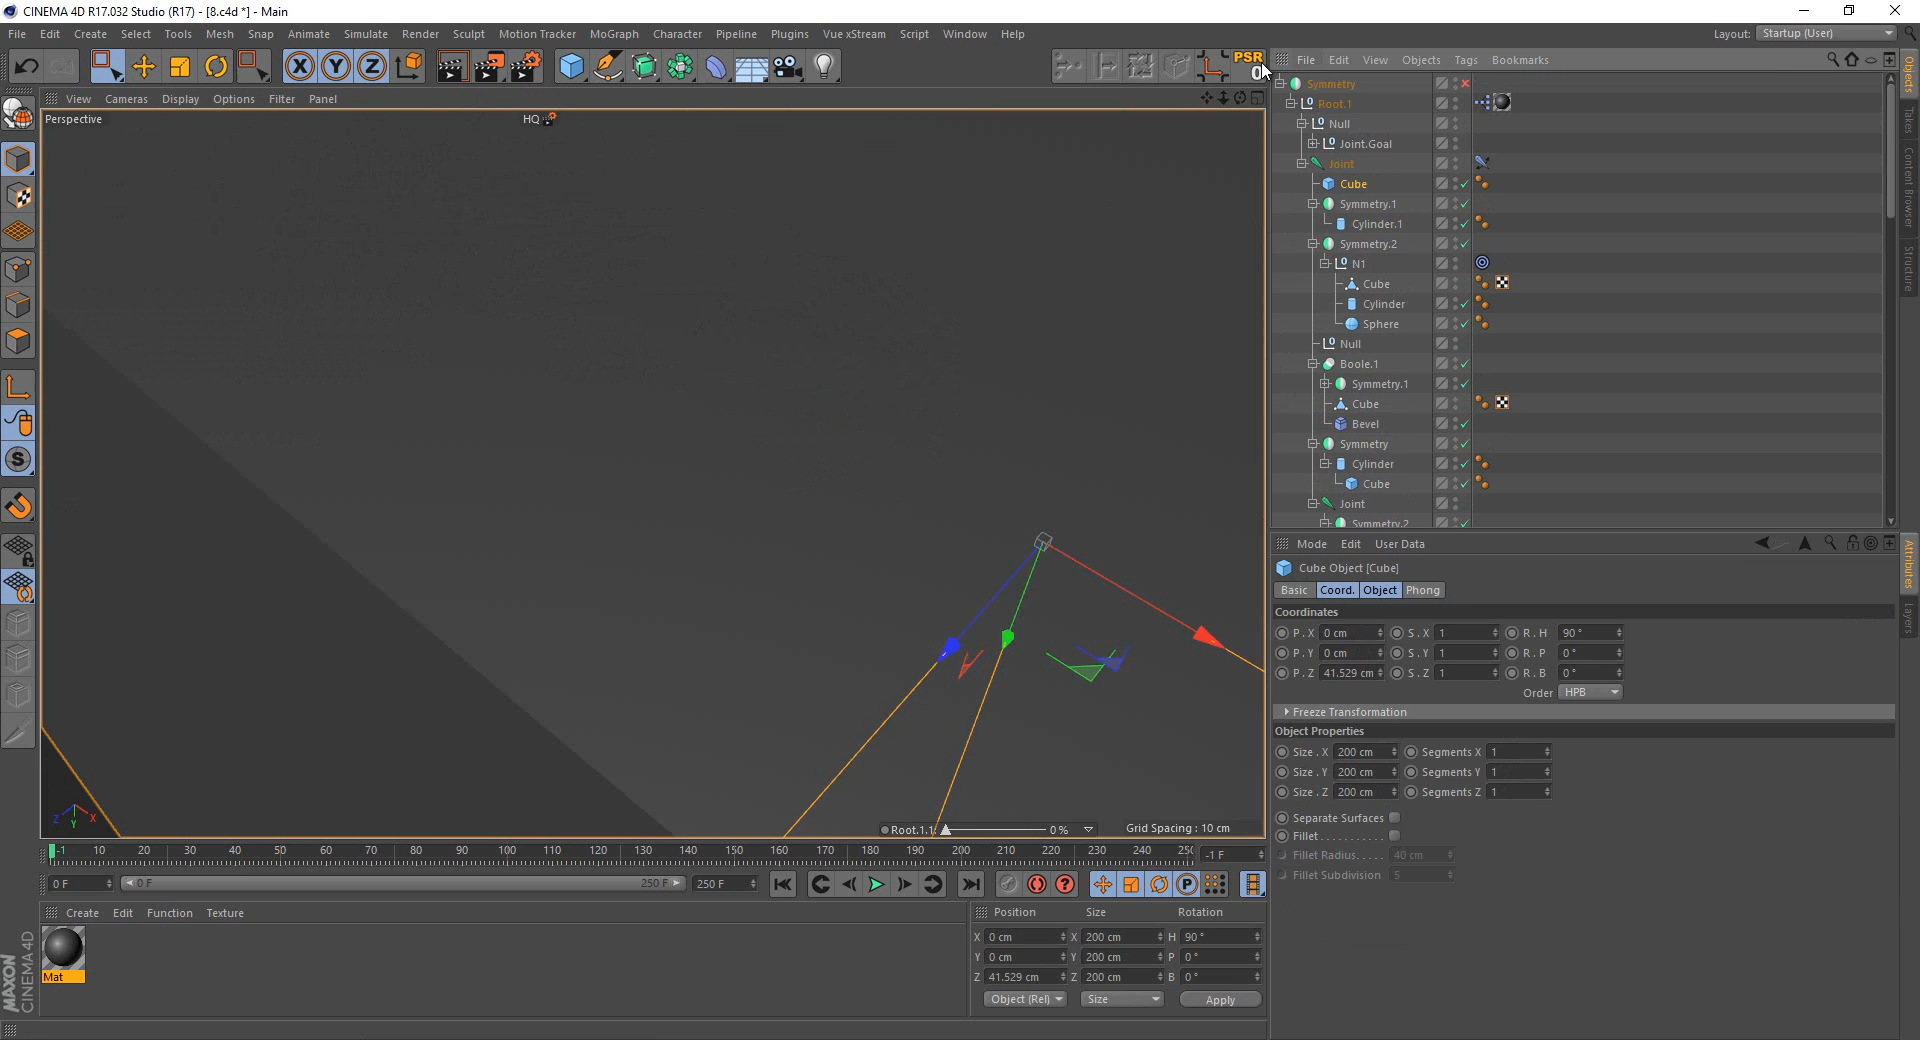 CINEMA 4D R17.032 Studio (R17) - [8.c4d *] - Main
File Edit Create Select Tools Mesh Snap Animate Simulate Render Sculpt Motion Tracker MoGraph Character Pipeline Plugins Vue xStream Script Window Help
Layout: Startup (User)
X Y Z
PSR
0
File Edit View Objects Tags Bookmarks
View Cameras Display Options Filter Panel
Perspective
HQ
Symmetry
Root.1
Null
Joint.Goal
Joint
Cube
Symmetry.1
Cylinder.1
Symmetry.2
N1
Cube
Cylinder
Sphere
Null
Boole.1
Symmetry.1
Cube
Bevel
Symmetry
Cylinder
Cube
Joint
Symmetry.2
Objects
Takes
Content Browser
Structure
Mode Edit User Data
Attributes
Layers
Cube Object [Cube]
Basic Coord. Object Phong
Coordinates
P . X 0 cm S . X 1 R . H 90 °
P . Y 0 cm S . Y 1 R . P 0 °
P . Z 41.529 cm S . Z 1 R . B 0 °
Order HPB
Freeze Transformation
Object Properties
Size . X 200 cm Segments X 1
Size . Y 200 cm Segments Y 1
Size . Z 200 cm Segments Z 1
Separate Surfaces
Fillet...........
Fillet Radius..... 40 cm
Fillet Subdivision 5
Z X
Y
Root.1.1: 0 % Grid Spacing : 10 cm
-1 10 20 30 40 50 60 70 80 90 100 110 120 130 140 150 160 170 180 190 200 210 220 230 240 250 -1 F
0 F 0 F 250 F 250 F
P
Create Edit Function Texture
Mat
Position Size Rotation
X 0 cm X 200 cm H 90 °
Y 0 cm Y 200 cm P 0 °
Z 41.529 cm Z 200 cm B 0 °
Object (Rel) Size Apply
MAXON
CINEMA 4D